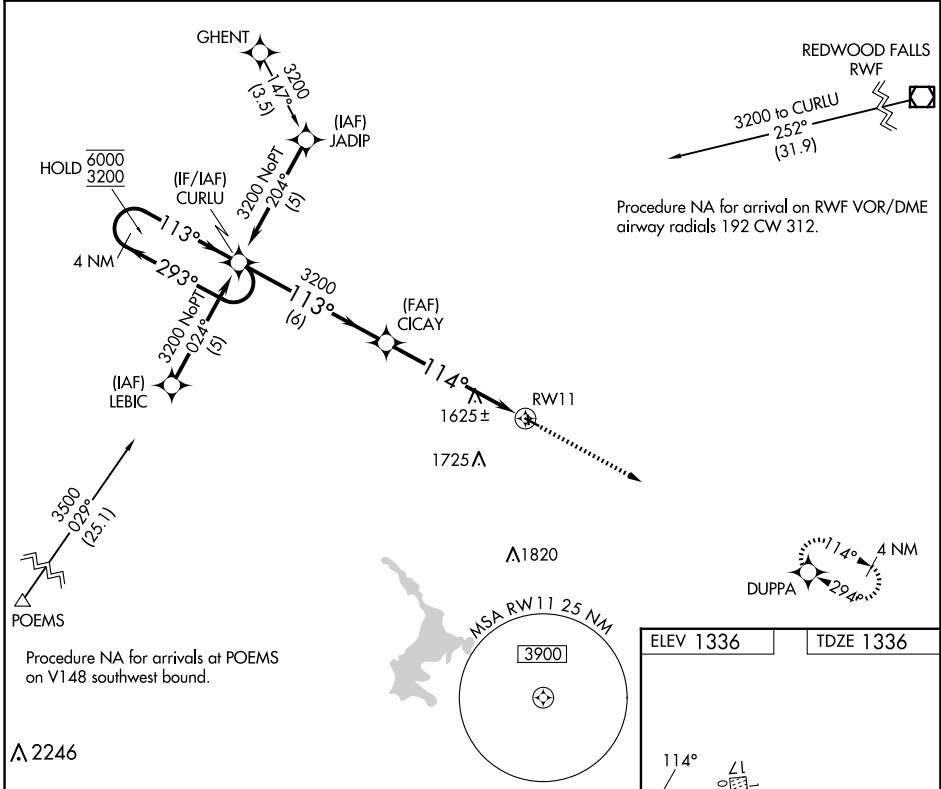 GHENT
3200
147°
(3.5)
(IAF)
JADIP
REDWOOD FALLS
RWF
3200 to CURLU
252°
(31.9)
Procedure NA for arrival on RWF VOR/DME
airway radials 192 CW 312.
HOLD 6000
3200
(IF/IAF)
CURLU
3200 NoPT
204°
(5)
113°
4 NM
293°
3200
113°
(6)
(FAF)
CICAY
3200 NoPT
024°
(5)
(IAF)
LEBIC
114°
1625±
RW11
1725
3500
029°
(25.1)
POEMS
1820
114°
4 NM
DUPPA
294°
Procedure NA for arrivals at POEMS
on V148 southwest bound.
MSA RW11 25 NM
3900
ELEV 1336
TDZE 1336
2246
114°
17